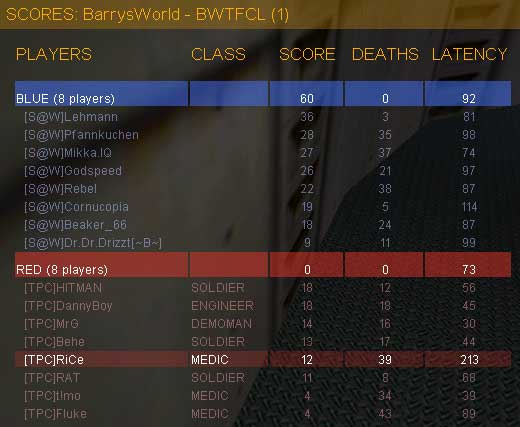 SCORES: BarrysWorld - BWTFCL (1)
PLAYERS CLASS SCORE DEATHS LATENCY
BLUE (8 players) 60 0 92
[S@W]Lehmann 36 3 81
[S@W]Pfannkuchen 28 35 98
[S@W]Mikka.IQ 27 37 74
[S@W]Godspeed 26 21 97
[S@W]Rebel 22 38 87
[S@W]Cornucopia 19 5 114
[S@W]Beaker_66 18 24 87
[S@W]Dr.Dr.Drizzt[~B~] 9 11 99
RED (8 players) 0 0 73
[TPC]HITMAN SOLDIER 18 12 56
[TPC]DannyBoy ENGINEER 18 18 45
[TPC]MrG DEMOMAN 14 16 30
[TPC]Behe SOLDIER 13 17 44
[TPC]RiCe MEDIC 12 39 213
[TPC]RAT SOLDIER 11 8 68
[TPC]t!mo MEDIC 4 34 39
[TPC]Fluke MEDIC 4 43 89